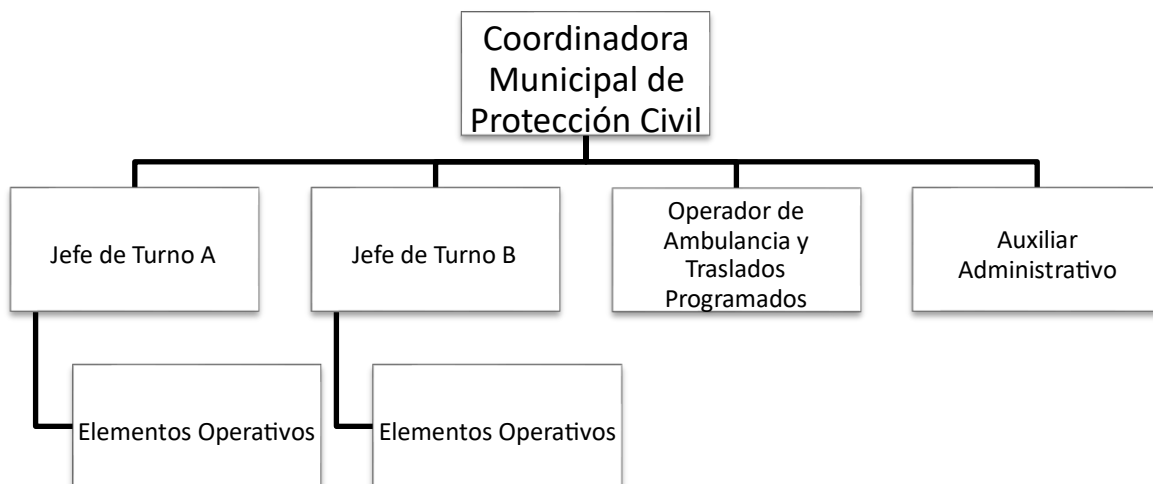 Coordinadora
Municipal de
Protección Civil
Jefe de Turno A
Jefe de Turno B
Operador de
Ambulancia y
Traslados
Programados
Auxiliar
Administrativo
Elementos Operativos
Elementos Operativos